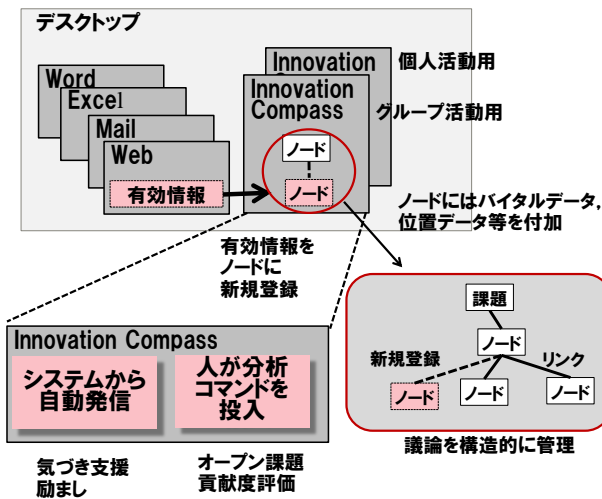 デスクトップ
Word
Excel
Mail
Web
有効情報
Innovation
個人活動用
Innovation
Compass
グループ活動用
ノード
ノード
ノードにはバイタルデータ,
位置データ等を付加
有効情報を
ノードに
新規登録
Innovation Compass
システムから
自動発信
人が分析
コマンドを
投入
気づき支援
励まし
オープン課題
貢献度評価
課題
ノード
新規登録
リンク
ノード
ノード
ノード
議論を構造的に管理